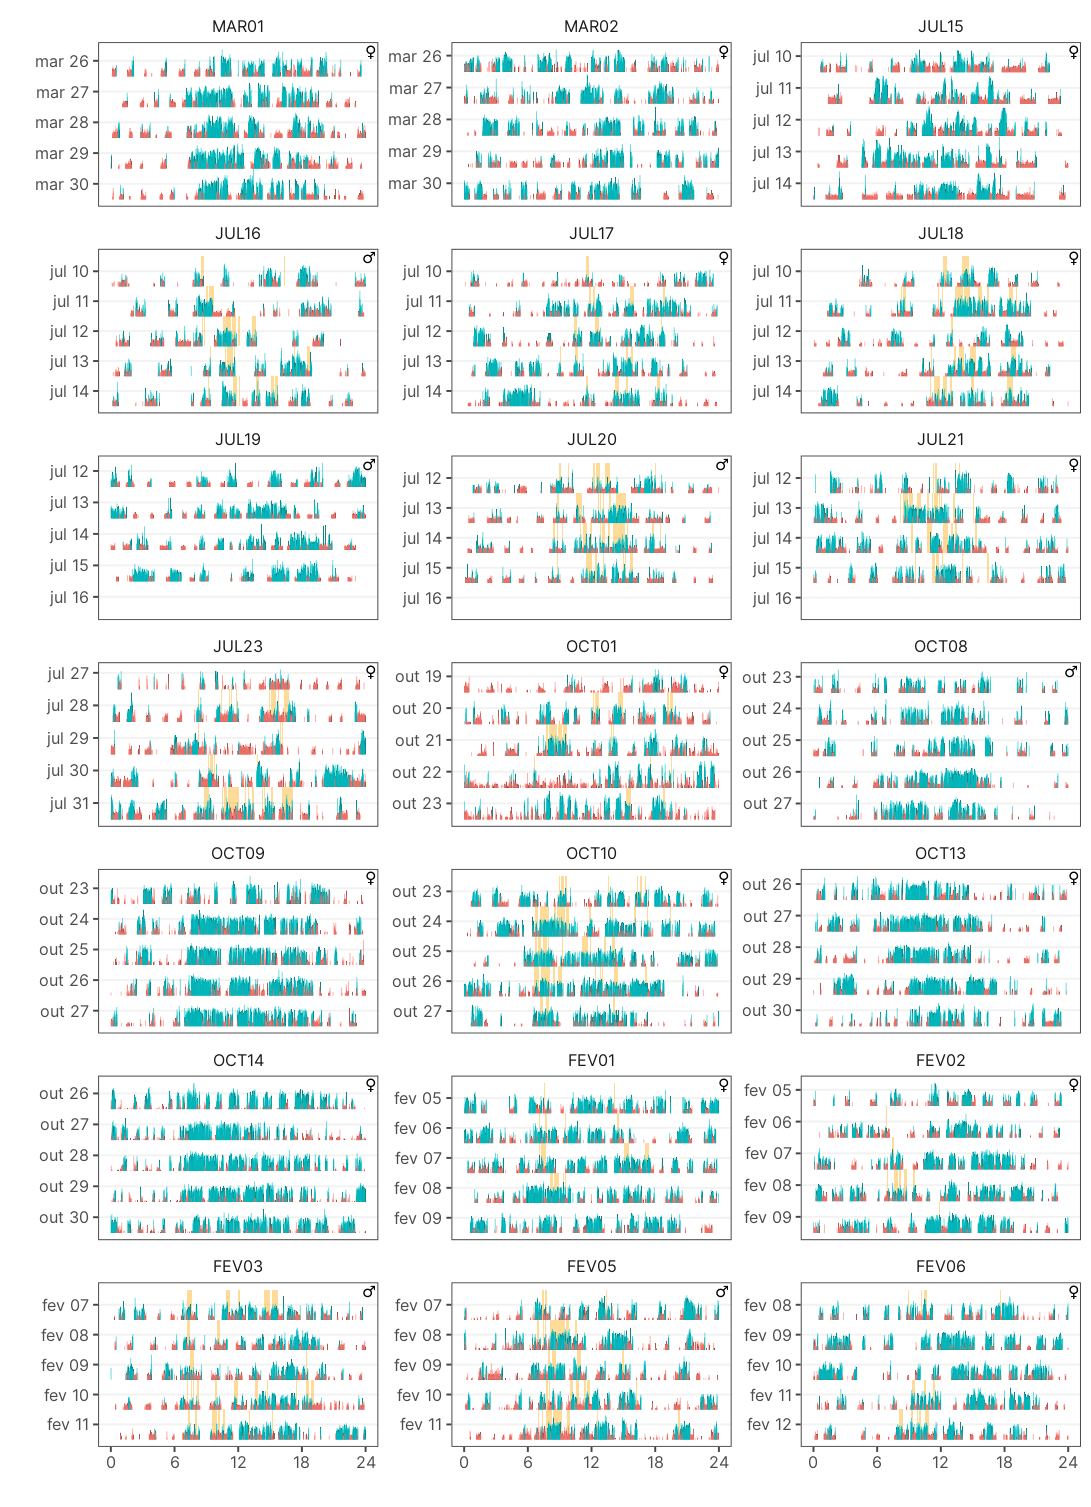 MAR01 MAR02 JUL15
♀ ♀ ♀
mar 26 mar 26 jul 10
mar 27 mar 27 jul 11
mar 28 mar 28 jul 12
mar 29 mar 29 jul 13
mar 30 mar 30 jul 14
JUL16 JUL17 JUL18
♂ ♀ ♀
jul 10 jul 10 jul 10
jul 11 jul 11 jul 11
jul 12 jul 12 jul 12
jul 13 jul 13 jul 13
jul 14 jul 14 jul 14
JUL19 JUL20 JUL21
♂ ♂ ♀
jul 12 jul 12 jul 12
jul 13 jul 13 jul 13
jul 14 jul 14 jul 14
jul 15 jul 15 jul 15
jul 16 jul 16 jul 16
JUL23 OCT01 OCT08
♀ ♀ ♂
jul 27 out 19 out 23
jul 28 out 20 out 24
jul 29 out 21 out 25
jul 30 out 22 out 26
jul 31 out 23 out 27
OCT09 OCT10 OCT13
♀ ♀ ♀
out 23 out 23 out 26
out 24 out 24 out 27
out 25 out 25 out 28
out 26 out 26 out 29
out 27 out 27 out 30
OCT14 FEV01 FEV02
♀ ♀ ♀
out 26 fev 05 fev 05
out 27 fev 06 fev 06
out 28 fev 07 fev 07
out 29 fev 08 fev 08
out 30 fev 09 fev 09
FEV03 FEV05 FEV06
♂ ♂ ♀
fev 07 fev 07 fev 08
fev 08 fev 08 fev 09
fev 09 fev 09 fev 10
fev 10 fev 10 fev 11
fev 11 fev 11 fev 12
0 6 12 18 24 0 6 12 18 24 0 6 12 18 24